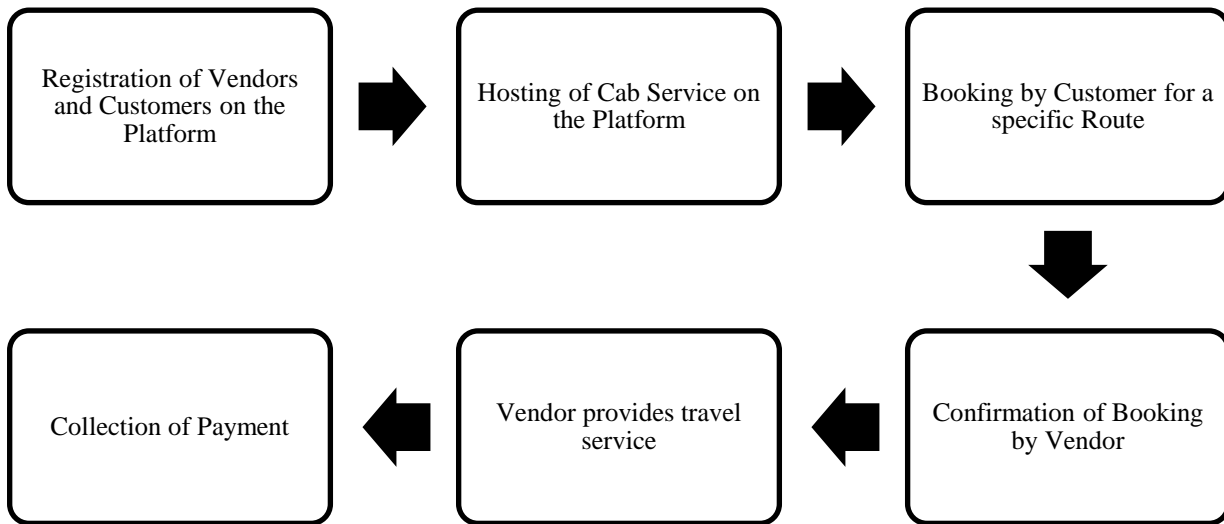 Registration of Vendors
and Customers on the
Platform
Hosting of Cab Service on
the Platform
Booking by Customer for a
specific Route
Confirmation of Booking
by Vendor
Vendor provides travel
service
Collection of Payment